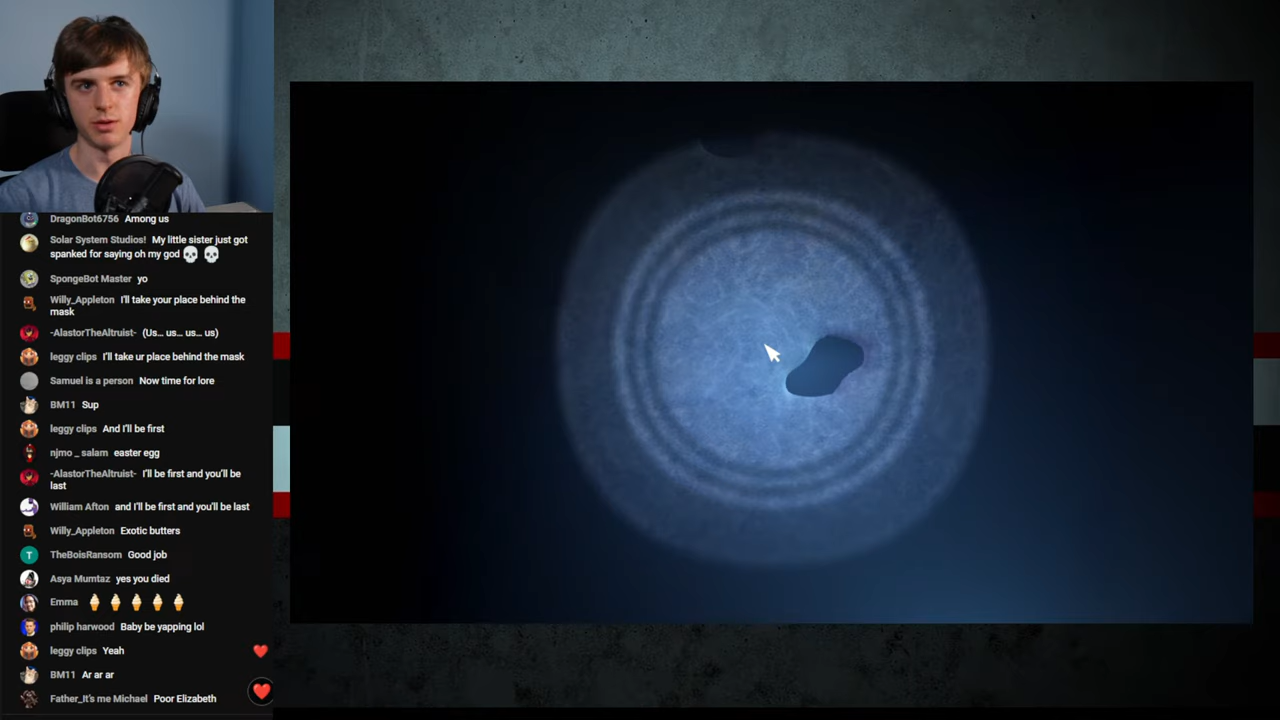 DragonBot6756 Among us
Solar System Studios! My little sister just got
spanked for saying oh my god 💀 💀
SpongeBot Master yo
Willy_Appleton I'll take your place behind the
mask
-AlastorTheAltruist- (Us... us... us... us)
leggy clips I'll take ur place behind the mask
Samuel is a person Now time for lore
BM11 Sup
leggy clips And I'll be first
njmo _ salam easter egg
-AlastorTheAltruist- I'll be first and you'll be
last
William Afton and I'll be first and you'll be last
Willy_Appleton Exotic butters
T TheBoisRansom Good job
Asya Mumtaz yes you died
Emma 🍦 🍦 🍦 🍦 🍦
philip harwood Baby be yapping lol
leggy clips Yeah
BM11 Ar ar ar
Father_It's me Michael Poor Elizabeth